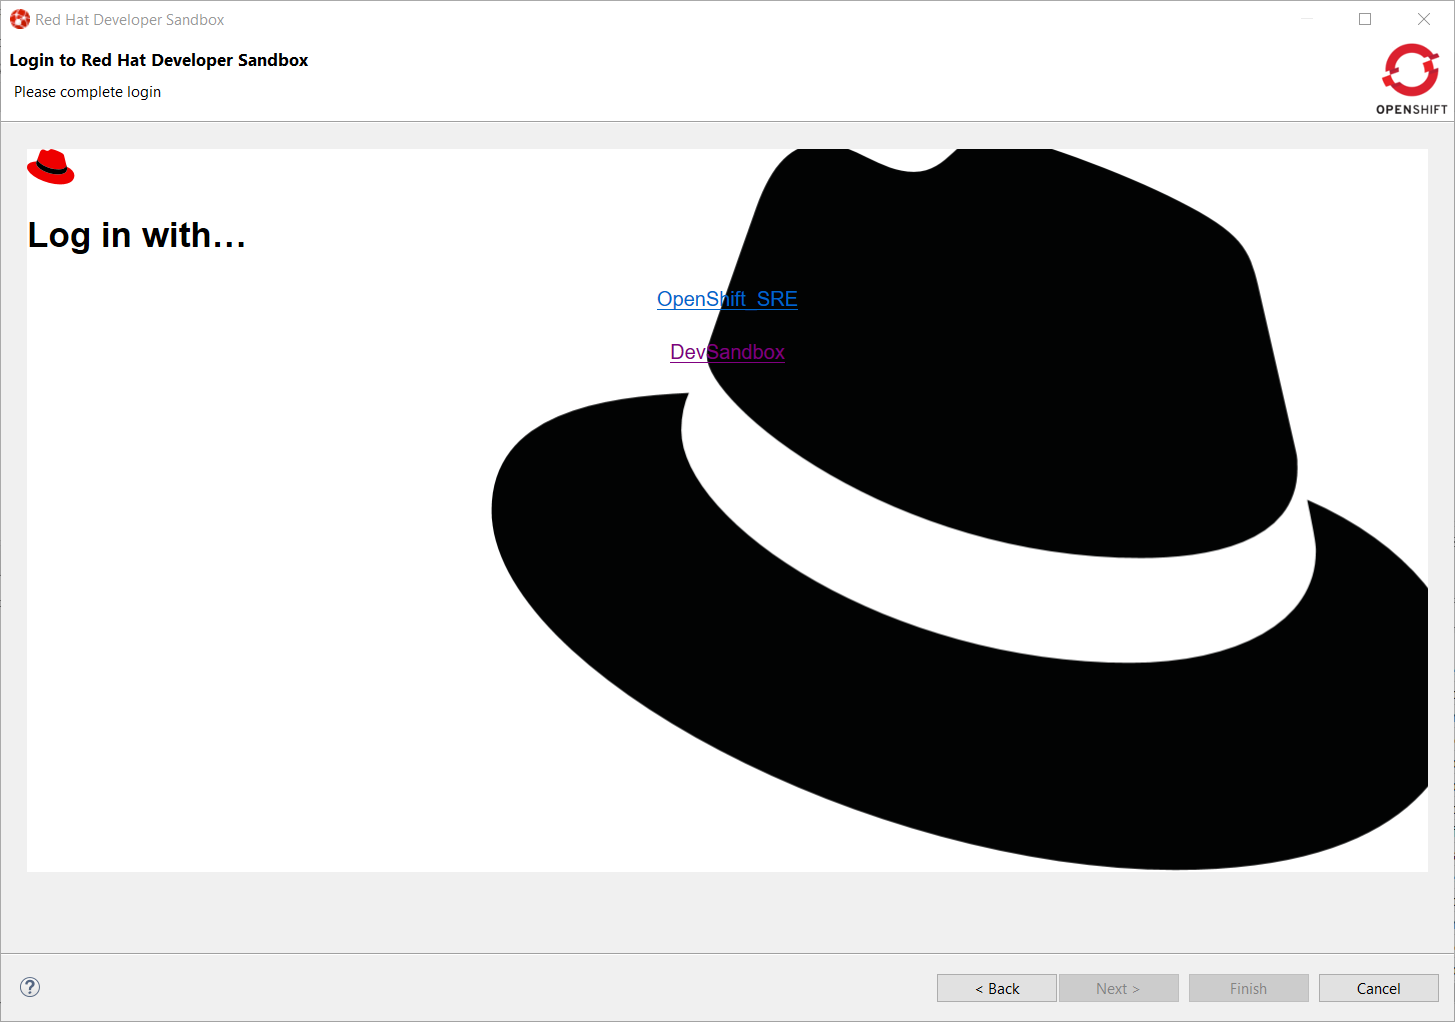 Red Hat Developer Sandbox
Login to Red Hat Developer Sandbox
Please complete login
OPENSHIFT
Log in with...
OpenShift_SRE
DevSandbox
?
< Back
Next >
Finish
Cancel